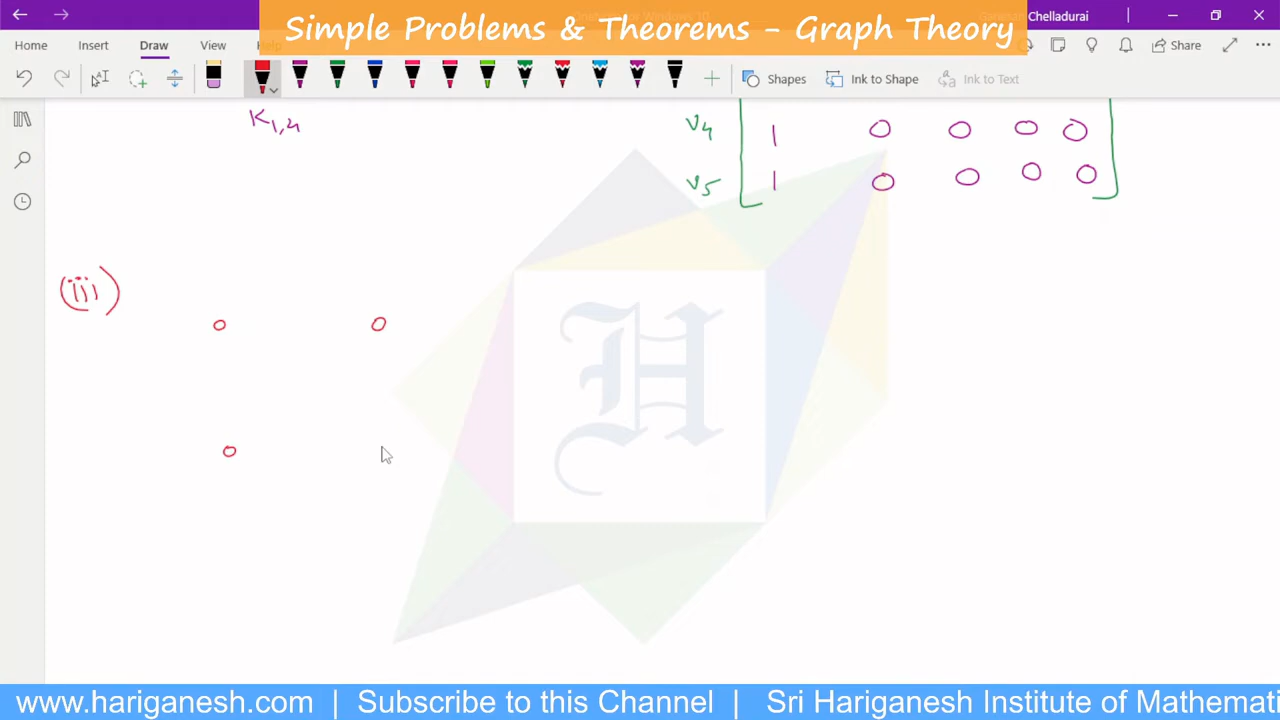 Simple Problems & Theorems - Graph Theory
Chelladurai
Home Insert Draw View
Share
Shapes Ink to Shape Ink to Text
K1,4
v4 1 0 0 0 0
v5 1 0 0 0 0
(iii)
H
www.hariganesh.com | Subscribe to this Channel | Sri Hariganesh Institute of Mathemati